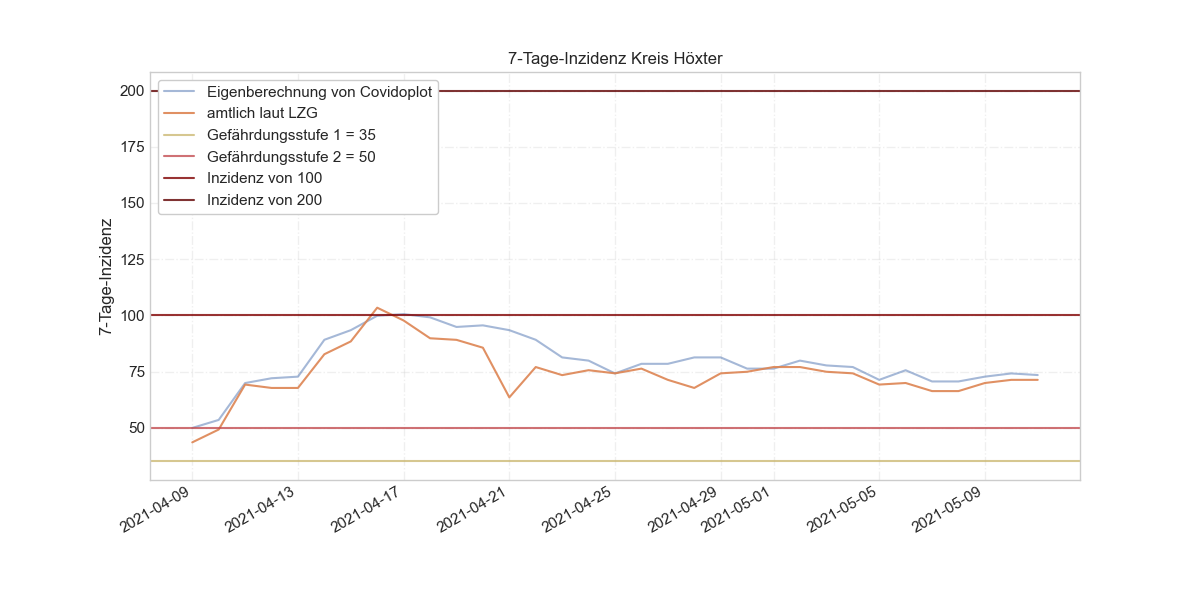 7-Tage-Inzidenz Kreis Höxter
Eigenberechnung von Covidoplot
amtlich laut LZG
Gefährdungsstufe 1 = 35
Gefährdungsstufe 2 = 50
Inzidenz von 100
Inzidenz von 200
7-Tage-Inzidenz
200
175
150
125
100
75
50
2021-04-09
2021-04-13
2021-04-17
2021-04-21
2021-04-25
2021-04-29
2021-05-01
2021-05-05
2021-05-09